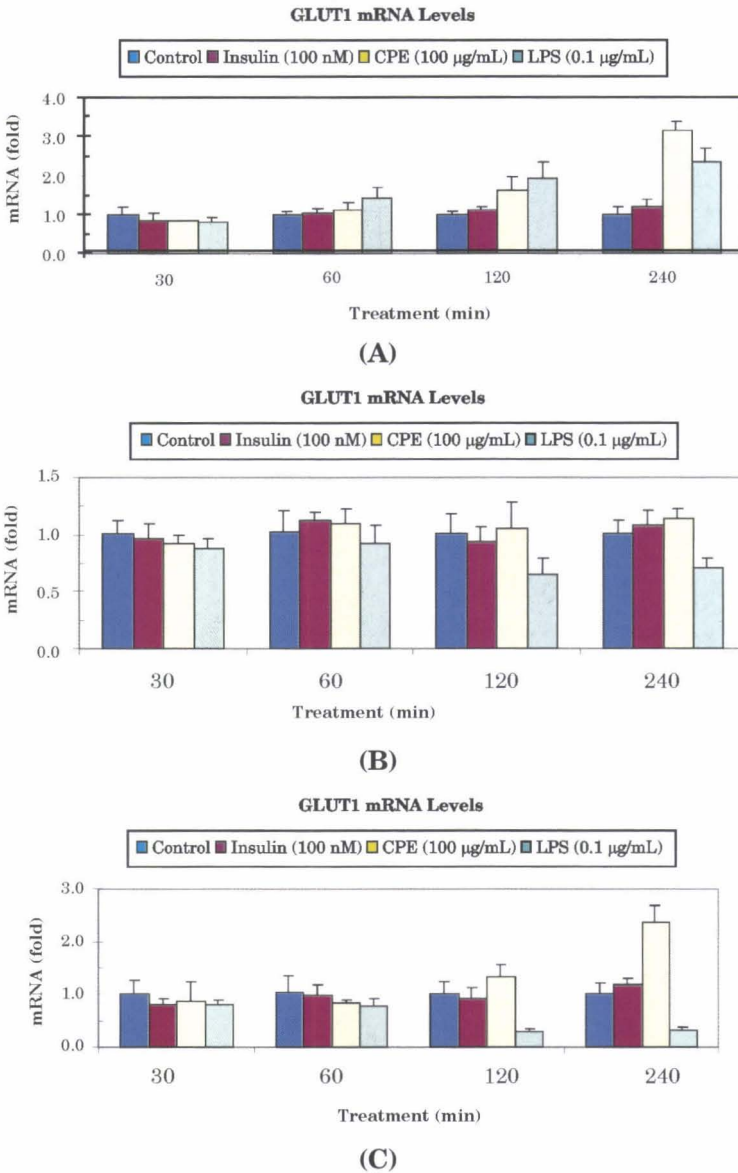 GLUT1 mRNA Levels
Control Insulin (100 nM) CPE (100 µg/mL) LPS (0.1 µg/mL)
4.0
3.0
2.0
1.0
0.0
mRNA (fold)
30 60 120 240
Treatment (min)
(A)
GLUT1 mRNA Levels
Control Insulin (100 nM) CPE (100 µg/mL) LPS (0.1 µg/mL)
1.5
1.0
0.5
0.0
mRNA (fold)
30 60 120 240
Treatment (min)
(B)
GLUT1 mRNA Levels
Control Insulin (100 nM) CPE (100 µg/mL) LPS (0.1 µg/mL)
3.0
2.0
1.0
0.0
mRNA (fold)
30 60 120 240
Treatment (min)
(C)